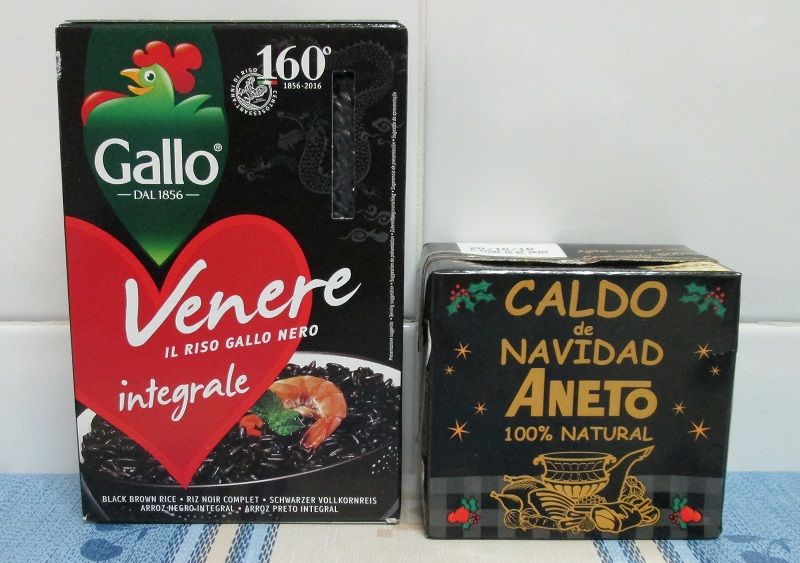 160°
1856-2016
Gallo®
DAL 1856
Venere
IL RISO GALLO NERO
integrale
BLACK BROWN RICE • RIZ NOIR COMPLET • SCHWARZER VOLLKORNREIS
ARROZ NEGRO INTEGRAL • ARROZ PRETO INTEGRAL
CALDO
de
NAVIDAD
ANETO
100% NATURAL